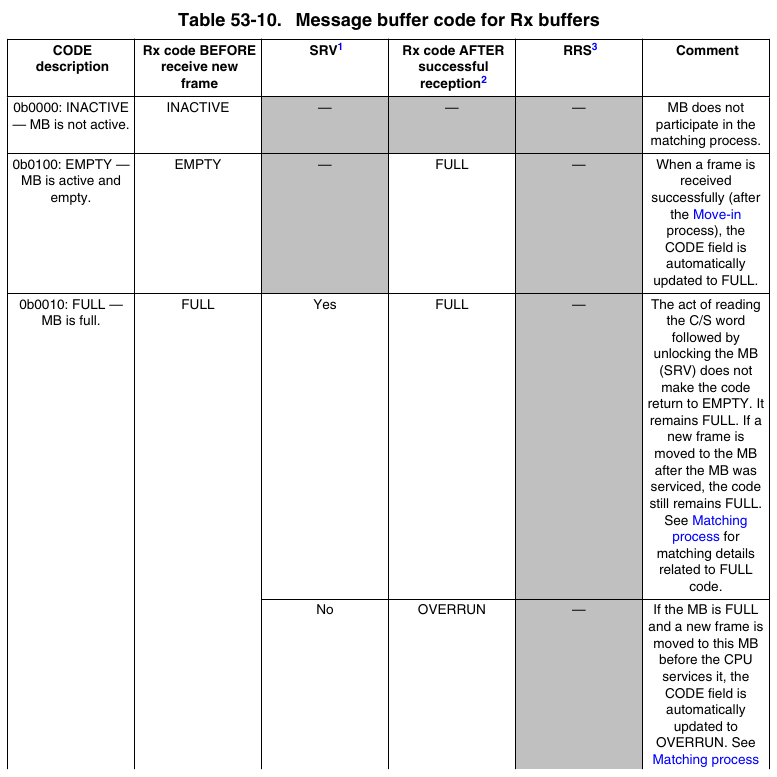 Table 53-10. Message buffer code for Rx buffers
CODE
description
Rx code BEFORE
receive new
frame
SRV1
Rx code AFTER
successful
reception2
RRS3
Comment
0b0000: INACTIVE
— MB is not active.
INACTIVE
—
—
—
MB does not
participate in the
matching process.
0b0100: EMPTY —
MB is active and
empty.
EMPTY
—
FULL
—
When a frame is
received
successfully (after
the Move-in
process), the
CODE field is
automatically
updated to FULL.
0b0010: FULL —
MB is full.
FULL
Yes
FULL
—
The act of reading
the C/S word
followed by
unlocking the MB
(SRV) does not
make the code
return to EMPTY. It
remains FULL. If a
new frame is
moved to the MB
after the MB was
serviced, the code
still remains FULL.
See Matching
process for
matching details
related to FULL
code.
No
OVERRUN
—
If the MB is FULL
and a new frame is
moved to this MB
before the CPU
services it, the
CODE field is
automatically
updated to
OVERRUN. See
Matching process